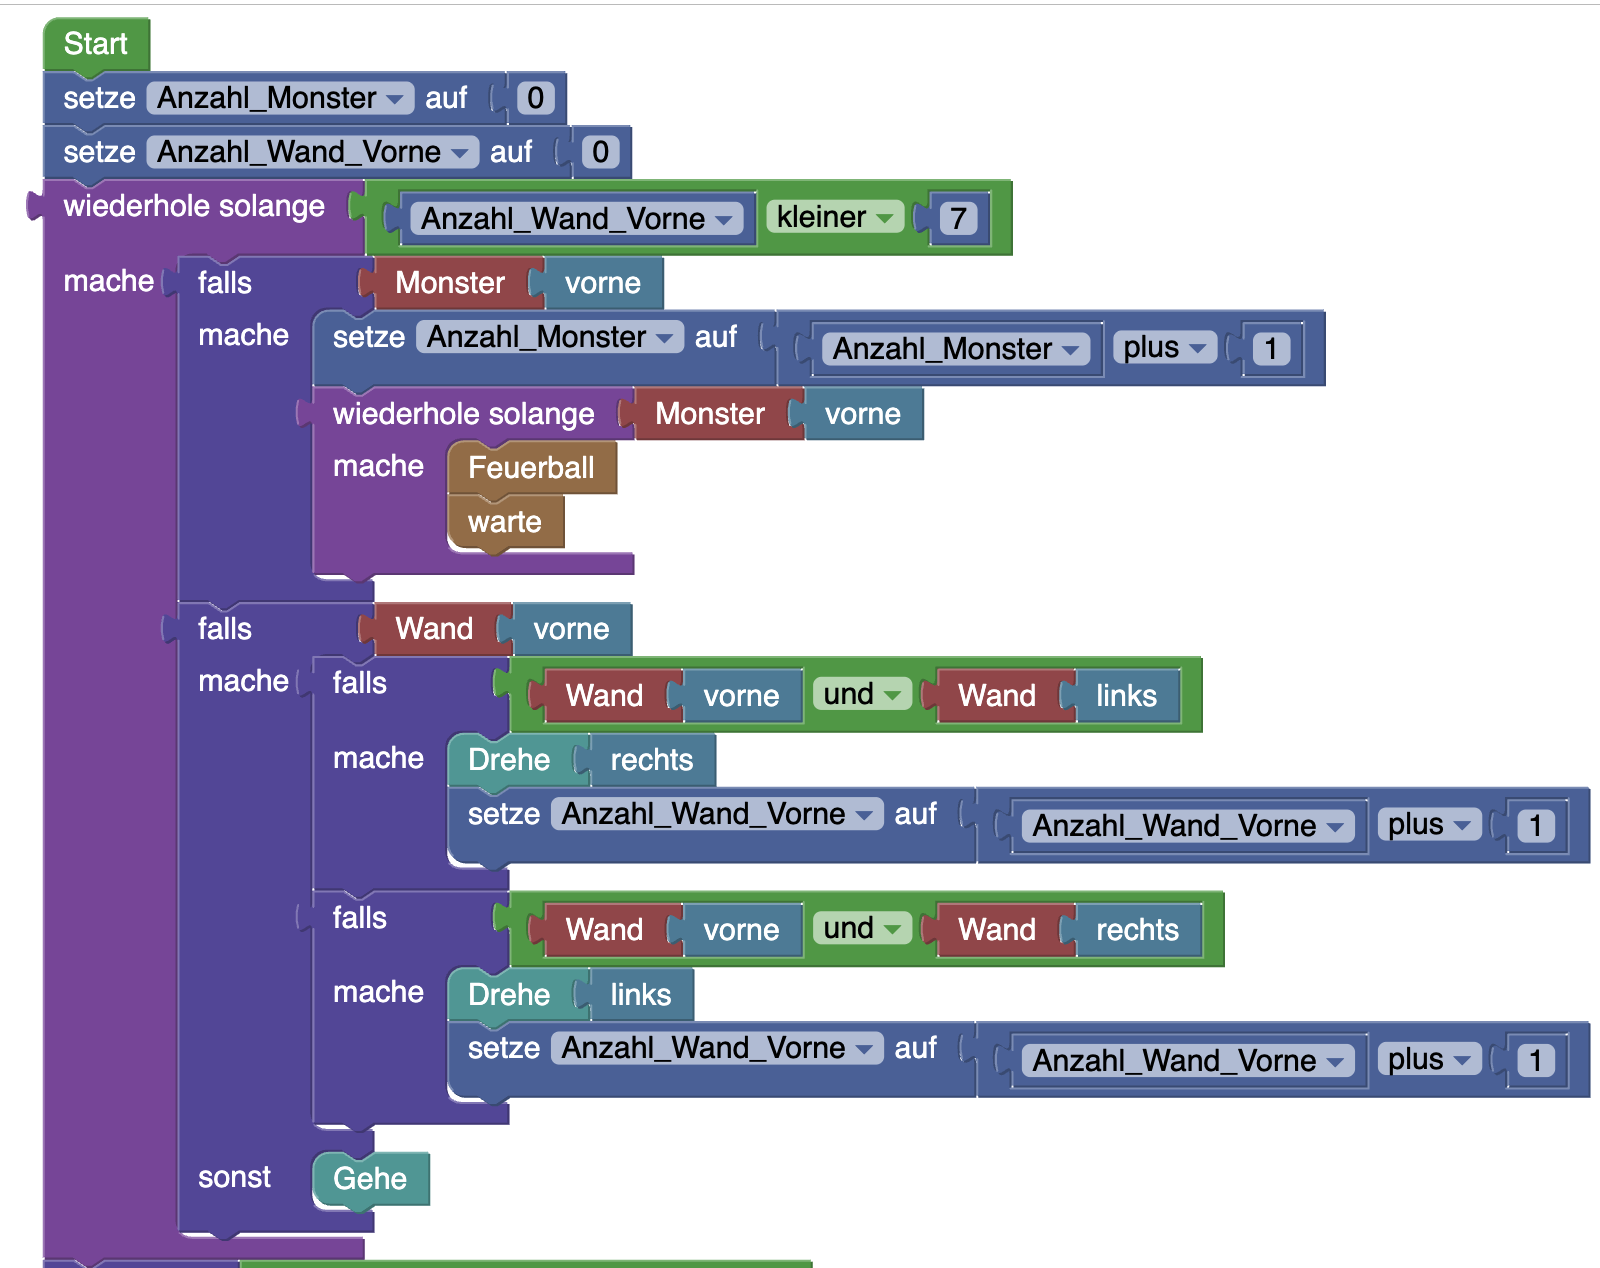 Start
setze Anzahl_Monster auf 0
setze Anzahl_Wand_Vorne auf 0
wiederhole solange Anzahl_Wand_Vorne kleiner 7
mache falls Monster vorne
mache setze Anzahl_Monster auf Anzahl_Monster plus 1
wiederhole solange Monster vorne
mache Feuerball
warte
falls Wand vorne
mache falls Wand vorne und Wand links
mache Drehe rechts
setze Anzahl_Wand_Vorne auf Anzahl_Wand_Vorne plus 1
falls Wand vorne und Wand rechts
mache Drehe links
setze Anzahl_Wand_Vorne auf Anzahl_Wand_Vorne plus 1
sonst Gehe